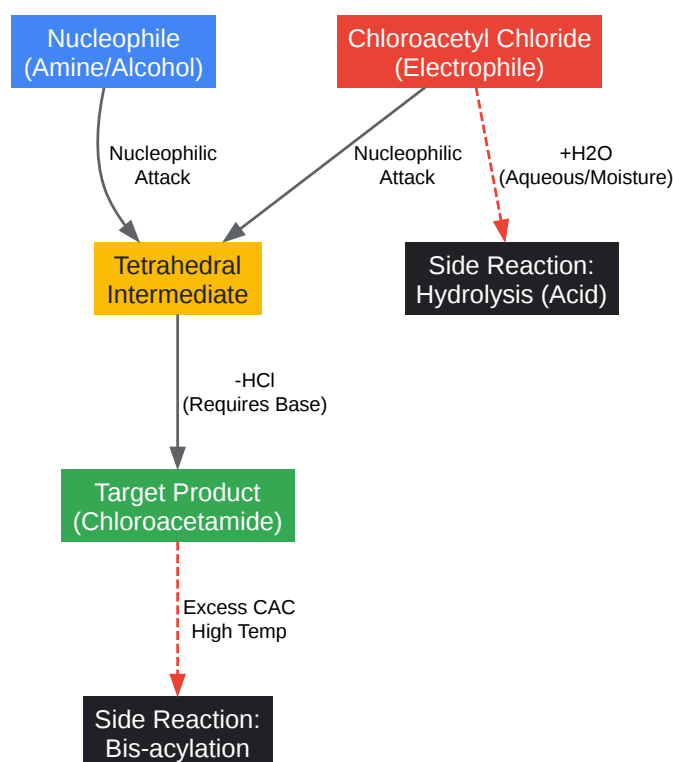 Nucleophile
(Amine/Alcohol)
Chloroacetyl Chloride
(Electrophile)
Nucleophilic
Attack
Nucleophilic
Attack
+H2O
(Aqueous/Moisture)
Tetrahedral
Intermediate
Side Reaction:
Hydrolysis (Acid)
-HCl
(Requires Base)
Target Product
(Chloroacetamide)
Excess CAC
High Temp
Side Reaction:
Bis-acylation